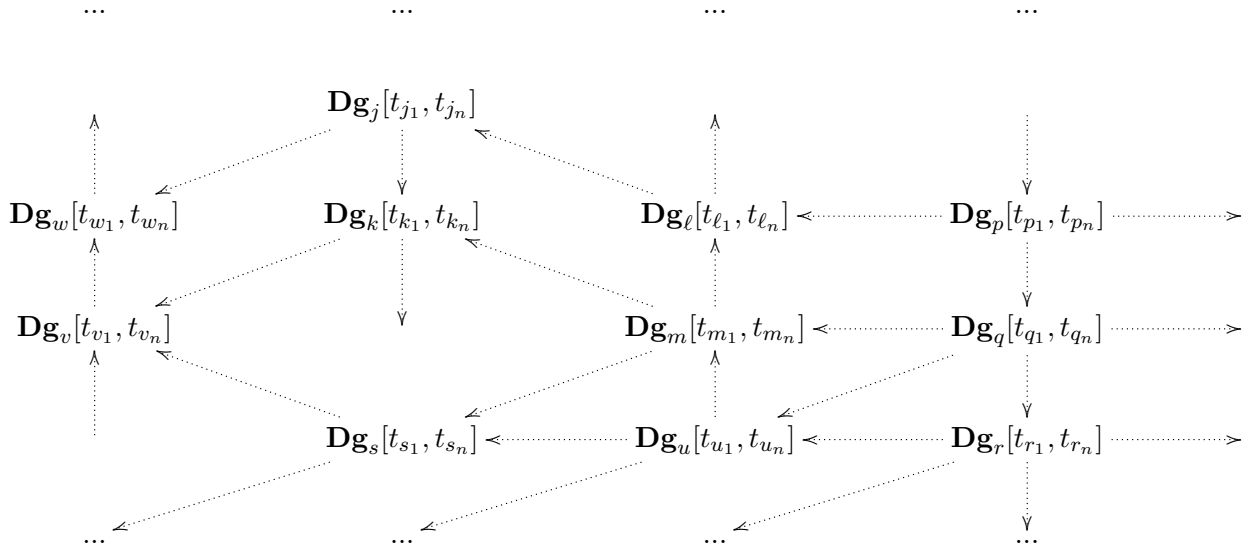 ... ... ... ...
𝐃𝐠_j[t_{j_1}, t_{j_n}]
𝐃𝐠_w[t_{w_1}, t_{w_n}] 𝐃𝐠_k[t_{k_1}, t_{k_n}] 𝐃𝐠_ℓ[t_{ℓ_1}, t_{ℓ_n}] 𝐃𝐠_p[t_{p_1}, t_{p_n}]
𝐃𝐠_v[t_{v_1}, t_{v_n}] 𝐃𝐠_m[t_{m_1}, t_{m_n}] 𝐃𝐠_q[t_{q_1}, t_{q_n}]
𝐃𝐠_s[t_{s_1}, t_{s_n}] 𝐃𝐠_u[t_{u_1}, t_{u_n}] 𝐃𝐠_r[t_{r_1}, t_{r_n}]
... ... ... ...